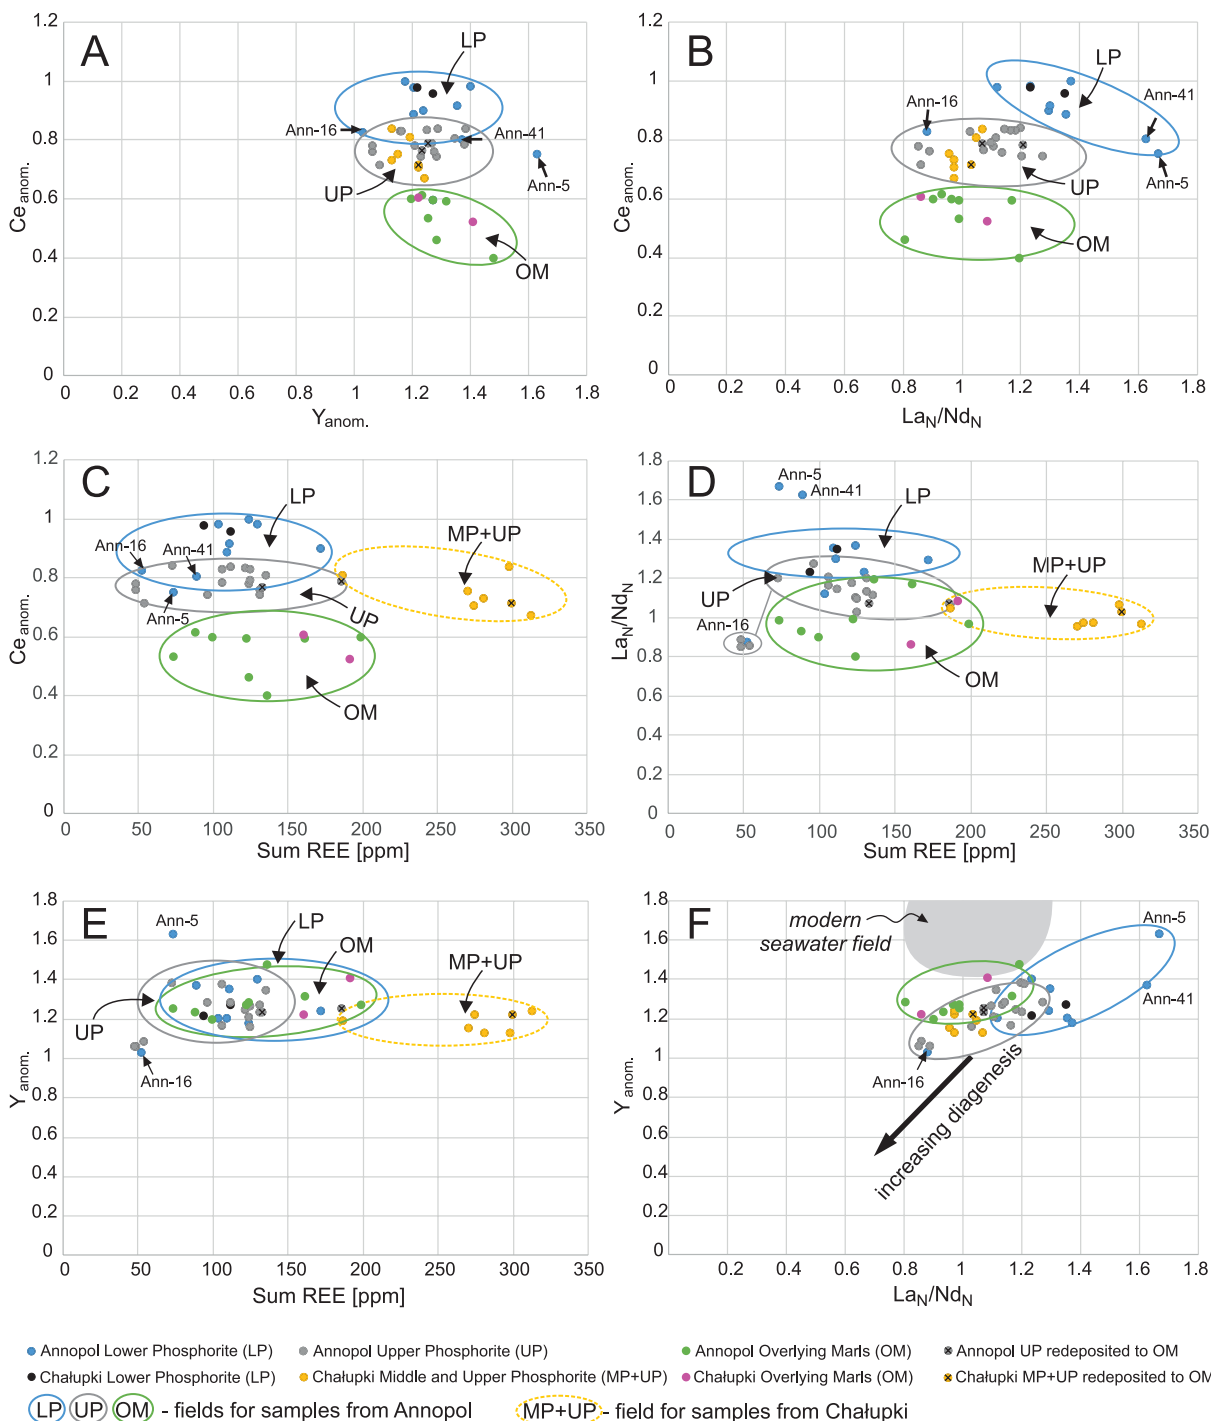 A
1.2
1
0.8
0.6
0.4
0.2
0
Ce anom.
0 0.2 0.4 0.6 0.8 1 1.2 1.4 1.6 1.8
Y anom.
LP
Ann-16
Ann-41
Ann-5
UP
OM
B
1.2
1
0.8
0.6
0.4
0.2
0
Ce anom.
0 0.2 0.4 0.6 0.8 1 1.2 1.4 1.6 1.8
LaN/NdN
LP
Ann-16
Ann-41
Ann-5
UP
OM
C
1.2
1
0.8
0.6
0.4
0.2
0
Ce anom.
0 50 100 150 200 250 300 350
Sum REE [ppm]
LP
Ann-16
Ann-41
MP+UP
Ann-5
UP
OM
D
1.8
1.6
1.4
1.2
1
0.8
0.6
0.4
0.2
0
LaN/NdN
0 50 100 150 200 250 300 350
Sum REE [ppm]
Ann-5
Ann-41
LP
UP
MP+UP
Ann-16
OM
E
1.8
1.6
1.4
1.2
1
0.8
0.6
0.4
0.2
0
Y anom.
0 50 100 150 200 250 300 350
Sum REE [ppm]
Ann-5
LP
OM
MP+UP
UP
Ann-16
F
1.8
1.6
1.4
1.2
1
0.8
0.6
0.4
0.2
0
Y anom.
0 0.2 0.4 0.6 0.8 1 1.2 1.4 1.6 1.8
LaN/NdN
modern
seawater field
Ann-5
Ann-41
Ann-16
increasing diagenesis
Annopol Lower Phosphorite (LP) Annopol Upper Phosphorite (UP) Annopol Overlying Marls (OM) Annopol UP redeposited to OM
Chałupki Lower Phosphorite (LP) Chałupki Middle and Upper Phosphorite (MP+UP) Chałupki Overlying Marls (OM) Chałupki MP+UP redeposited to OM
LP UP OM - fields for samples from Annopol MP+UP - field for samples from Chałupki